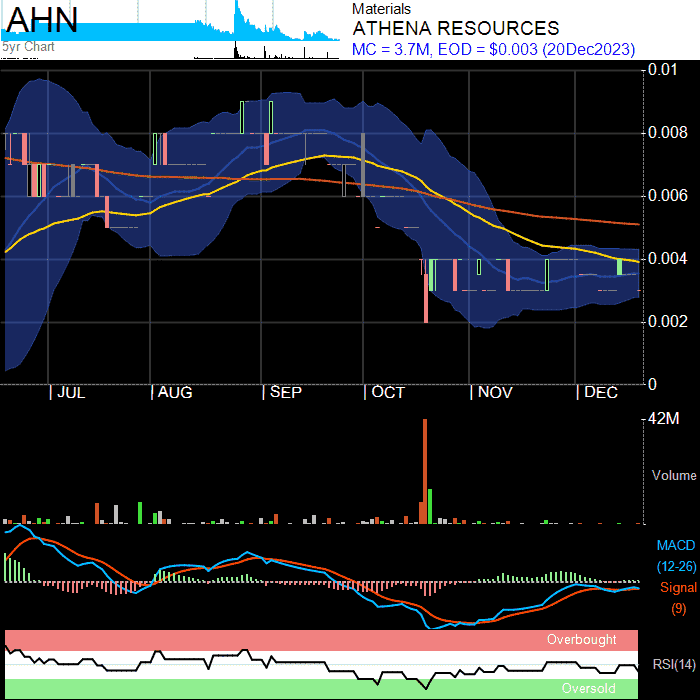 AHN
5yr Chart
Materials
ATHENA RESOURCES
MC = 3.7M, EOD = $0.003 (20Dec2023)
0.01
0.008
0.006
0.004
0.002
0
| JUL | AUG | SEP | OCT | NOV | DEC
42M
Volume
MACD
(12-26)
Signal
(9)
Overbought
RSI(14)
Oversold